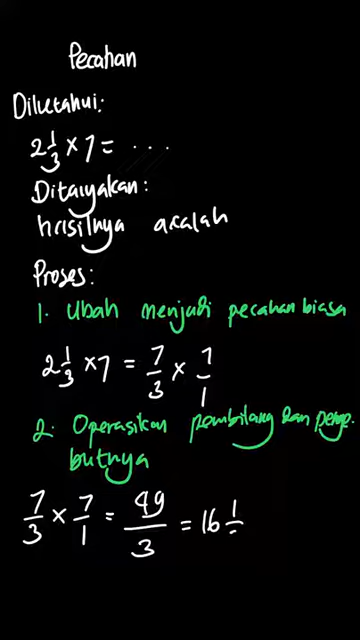 Pecahan
Diketahui:
2 1/3 × 7 = ...
Ditanyakan:
hasilnya adalah
Proses:
1. Ubah menjadi pecahan biasa
2 1/3 × 7 = 7/3 × 7/1
2. Operasikan pembilang dan penye-
butnya
7/3 × 7/1 = 49/3 = 16 1/